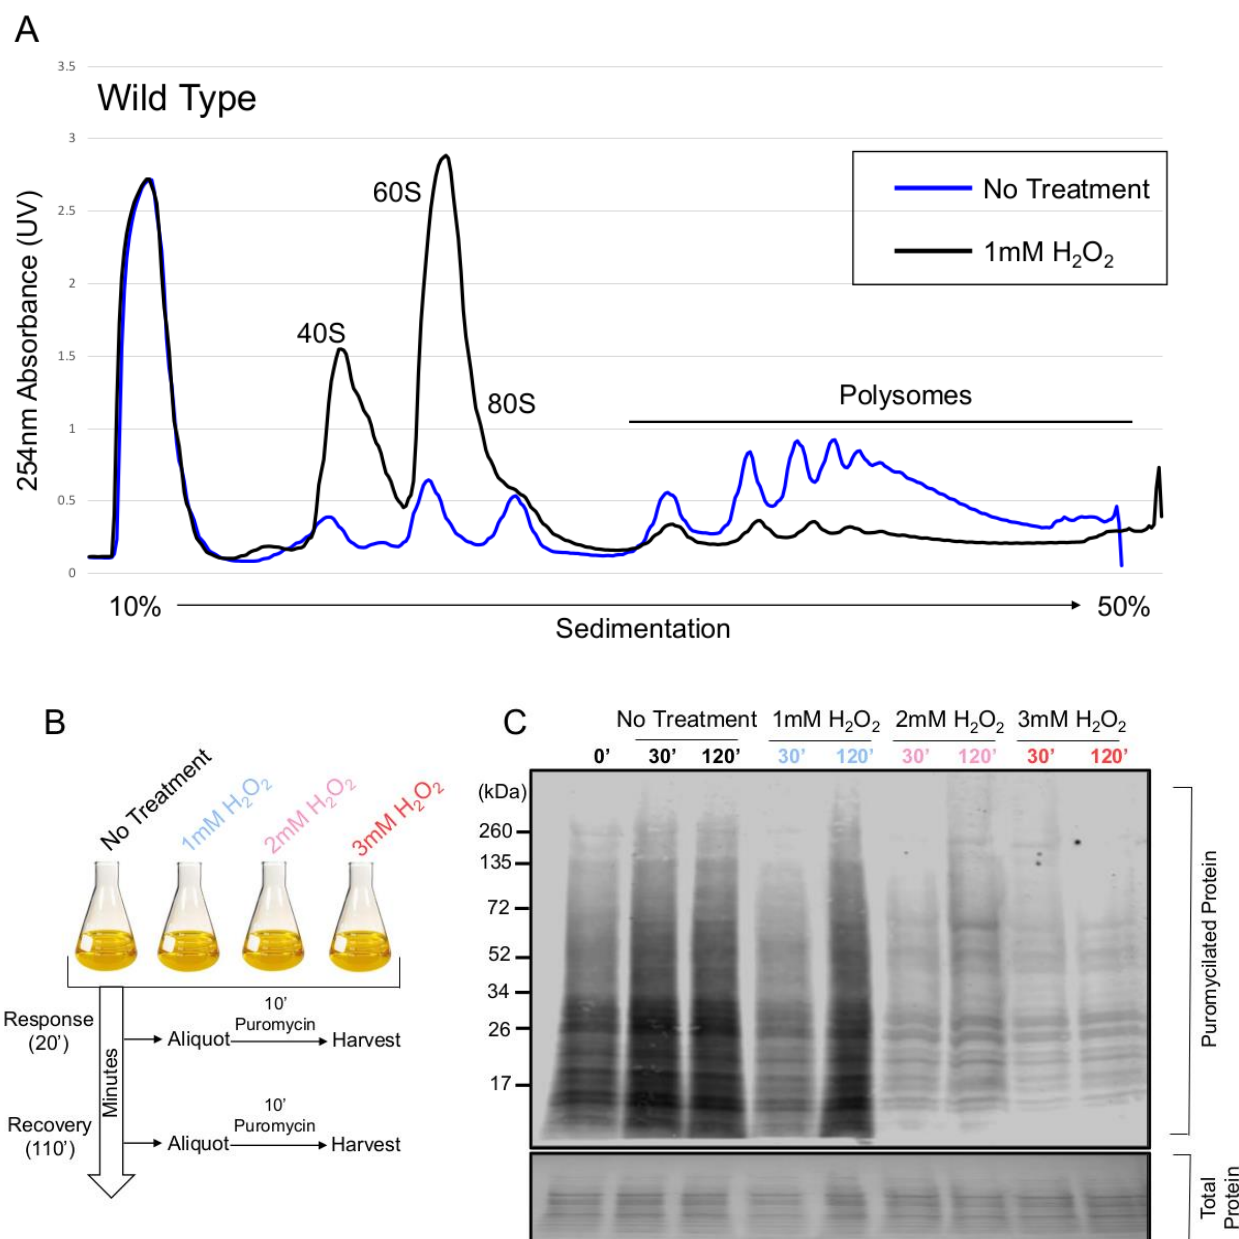 A
3.5
Wild Type
3
60S
No Treatment
2.5
1mM H₂O₂
2
40S
1.5
80S
Polysomes
1
0.5
0
254nm Absorbance (UV)
10%
50%
Sedimentation
B
No Treatment
1mM H₂O₂
2mM H₂O₂
3mM H₂O₂
Response
(20’)
Aliquot
10’
Puromycin
Harvest
Minutes
Recovery
(110’)
Aliquot
10’
Puromycin
Harvest
C
No Treatment 1mM H₂O₂ 2mM H₂O₂ 3mM H₂O₂
0’ 30’ 120’ 30’ 120’ 30’ 120’ 30’ 120’
(kDa)
260
135
72
52
34
26
17
Puromycilated Protein
Total
Protein